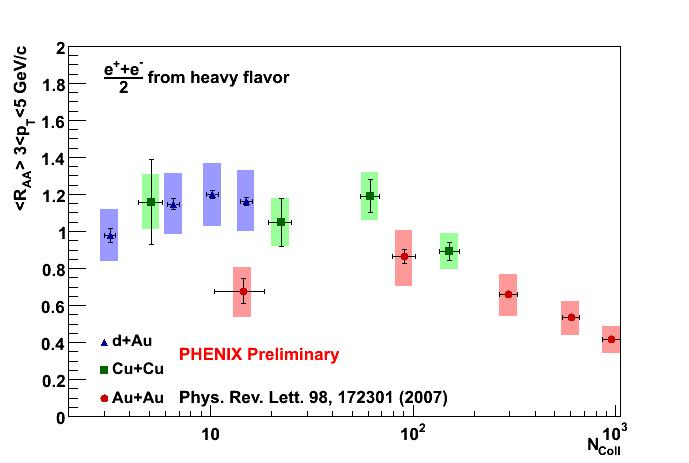 <R_AA> 3<p_T<5 GeV/c
2
1.8
1.6
1.4
1.2
1
0.8
0.6
0.4
0.2
0
e⁺+e⁻
2
from heavy flavor
d+Au
Cu+Cu
Au+Au
PHENIX Preliminary
Phys. Rev. Lett. 98, 172301 (2007)
10
10²
10³
N_Coll